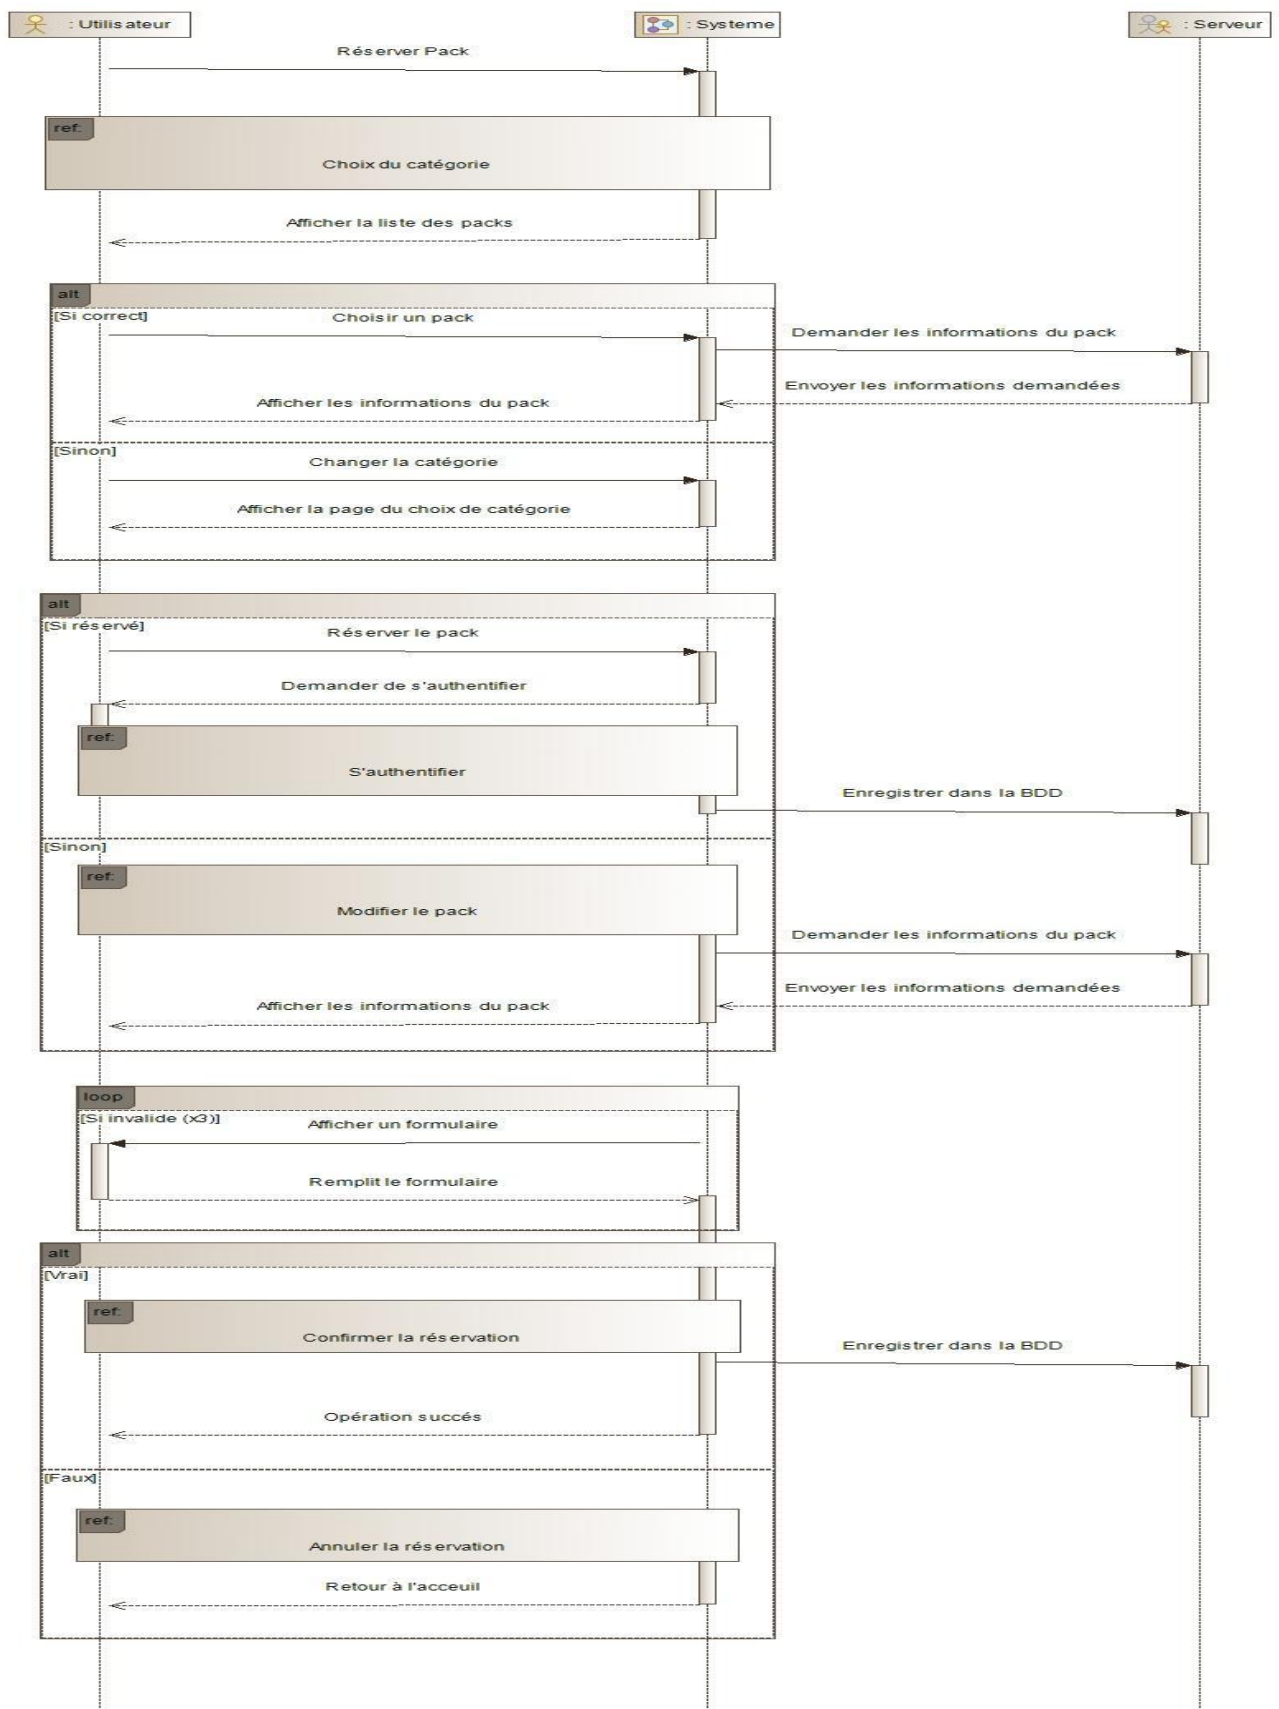 : Utilisateur
: Systeme
: Serveur
Réserver Pack
ref:
Choix du catégorie
Afficher la liste des packs
alt
[Si correct]
Choisir un pack
Demander les informations du pack
Envoyer les informations demandées
Afficher les informations du pack
[Sinon]
Changer la catégorie
Afficher la page du choix de catégorie
alt
[Si réservé]
Réserver le pack
Demander de s'authentifier
ref:
S'authentifier
Enregistrer dans la BDD
[Sinon]
ref:
Modifier le pack
Demander les informations du pack
Envoyer les informations demandées
Afficher les informations du pack
loop
[Si invalide (x3)]
Afficher un formulaire
Remplit le formulaire
alt
[Vrai]
ref:
Confirmer la réservation
Enregistrer dans la BDD
Opération succés
[Faux]
ref:
Annuler la réservation
Retour à l'acceuil